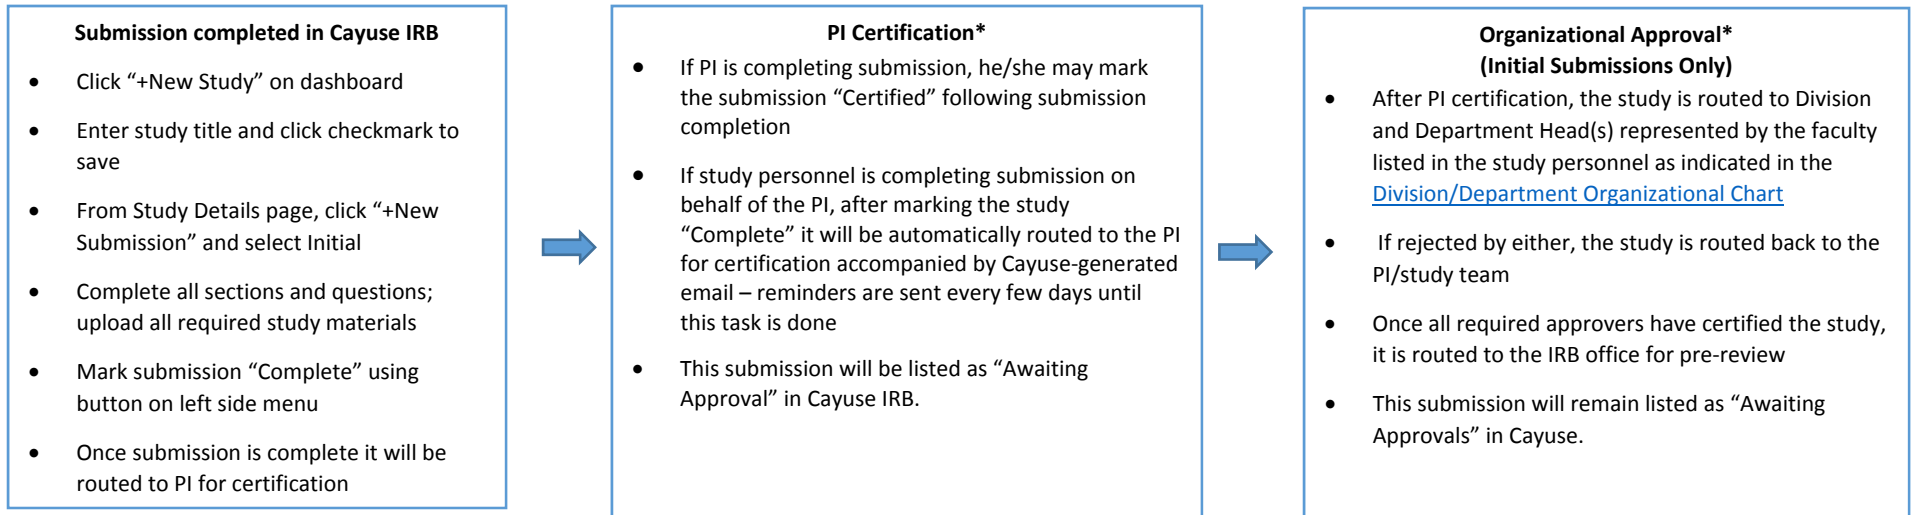 Submission completed in Cayuse IRB
• Click “+New Study” on dashboard
• Enter study title and click checkmark to
save
• From Study Details page, click “+New
Submission” and select Initial
• Complete all sections and questions;
upload all required study materials
• Mark submission “Complete” using
button on left side menu
• Once submission is complete it will be
routed to PI for certification
PI Certification*
• If PI is completing submission, he/she may mark
the submission “Certified” following submission
completion
• If study personnel is completing submission on
behalf of the PI, after marking the study
“Complete” it will be automatically routed to the PI
for certification accompanied by Cayuse-generated
email – reminders are sent every few days until
this task is done
• This submission will be listed as “Awaiting
Approval” in Cayuse IRB.
Organizational Approval*
(Initial Submissions Only)
• After PI certification, the study is routed to Division
and Department Head(s) represented by the faculty
listed in the study personnel as indicated in the
Division/Department Organizational Chart
• If rejected by either, the study is routed back to the
PI/study team
• Once all required approvers have certified the study,
it is routed to the IRB office for pre-review
• This submission will remain listed as “Awaiting
Approvals” in Cayuse.